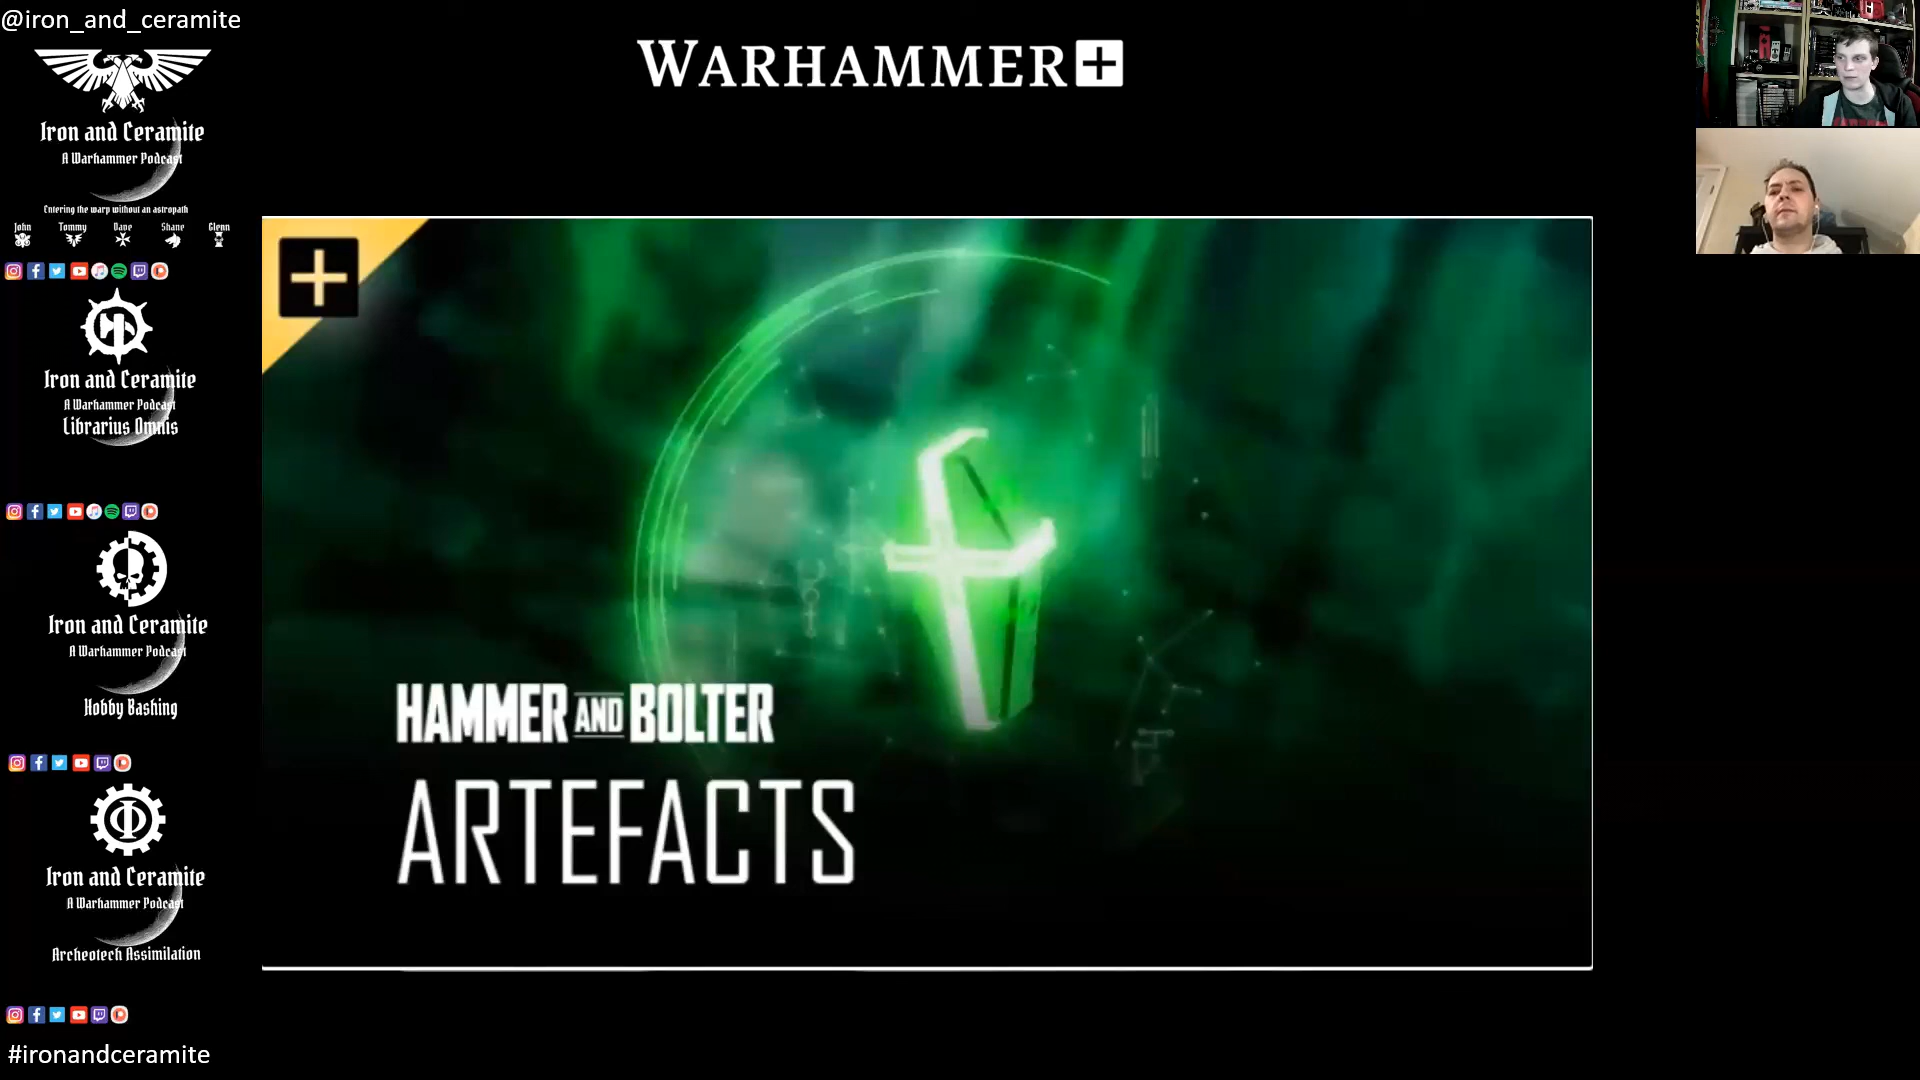 @iron_and_ceramite
Iron and Ceramite
A Warhammer Podcast
Entering the warp without an astropath
John Tommy Dave Shane Glenn
Iron and Ceramite
A Warhammer Podcast
Librarius Omnis
Iron and Ceramite
A Warhammer Podcast
Hobby Bashing
Iron and Ceramite
A Warhammer Podcast
Archeotech Assimilation
#ironandceramite
WARHAMMER+
HAMMER AND BOLTER
ARTEFACTS